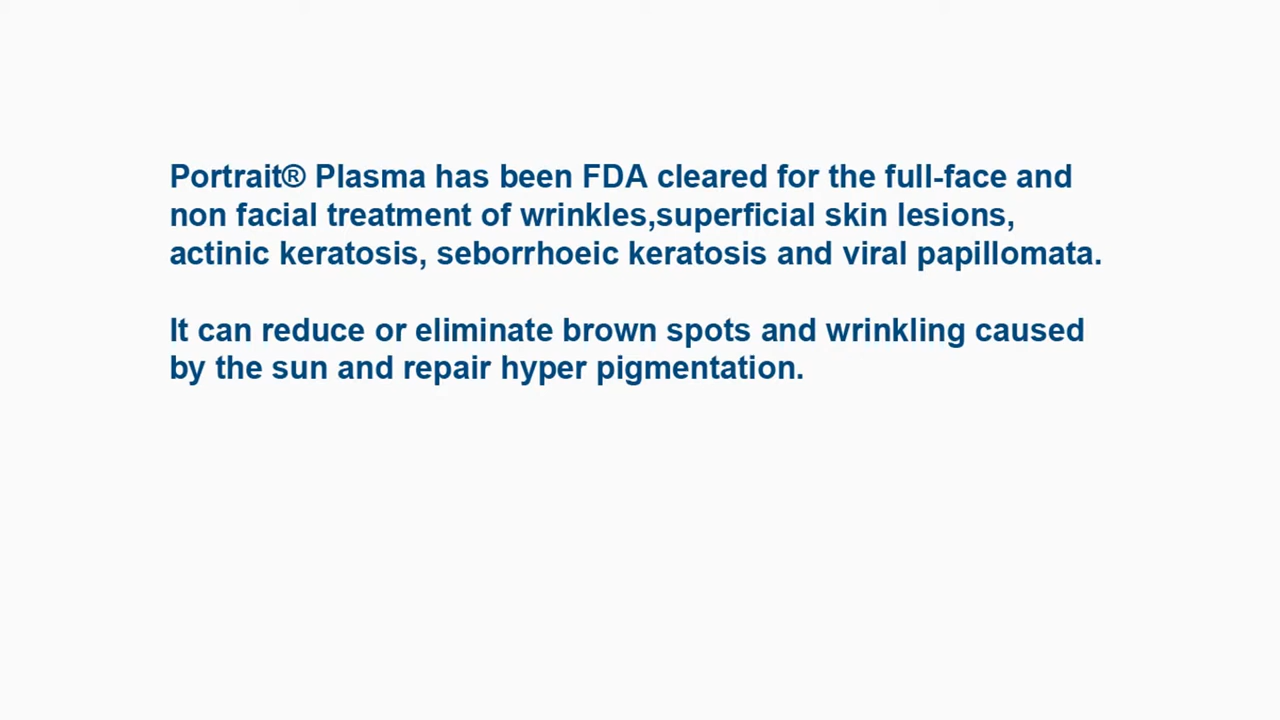 Portrait® Plasma has been FDA cleared for the full-face and
non facial treatment of wrinkles,superficial skin lesions,
actinic keratosis, seborrhoeic keratosis and viral papillomata.
It can reduce or eliminate brown spots and wrinkling caused
by the sun and repair hyper pigmentation.